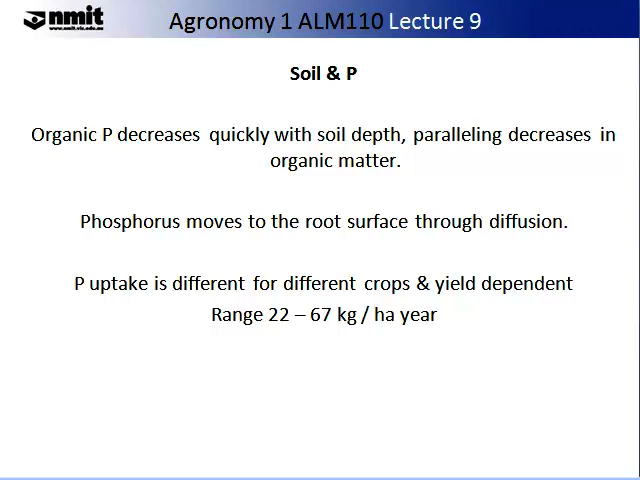 nmit
www.nmit.vic.edu.au
Agronomy 1 ALM110 Lecture 9
Soil & P
Organic P decreases quickly with soil depth, paralleling decreases in
organic matter.
Phosphorus moves to the root surface through diffusion.
P uptake is different for different crops & yield dependent
Range 22 – 67 kg / ha year